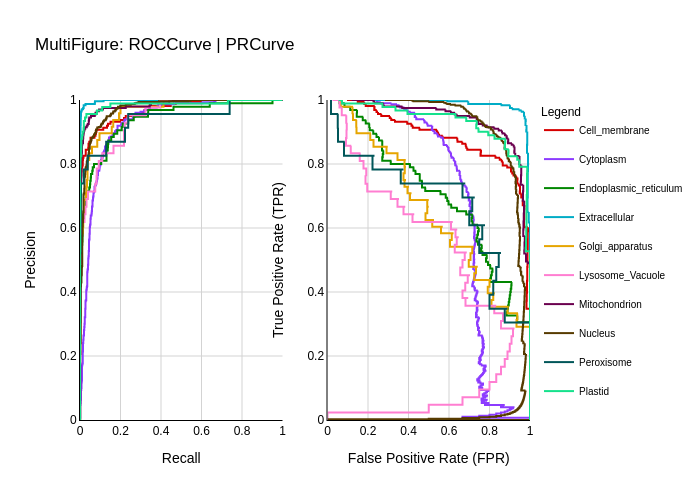 MultiFigure: ROCCurve | PRCurve
Precision
1
0.8
0.6
0.4
0.2
0
0
0.2
0.4
0.6
0.8
1
Recall
True Positive Rate (TPR)
1
0.8
0.6
0.4
0.2
0
0
0.2
0.4
0.6
0.8
1
False Positive Rate (FPR)
Legend
Cell_membrane
Cytoplasm
Endoplasmic_reticulum
Extracellular
Golgi_apparatus
Lysosome_Vacuole
Mitochondrion
Nucleus
Peroxisome
Plastid